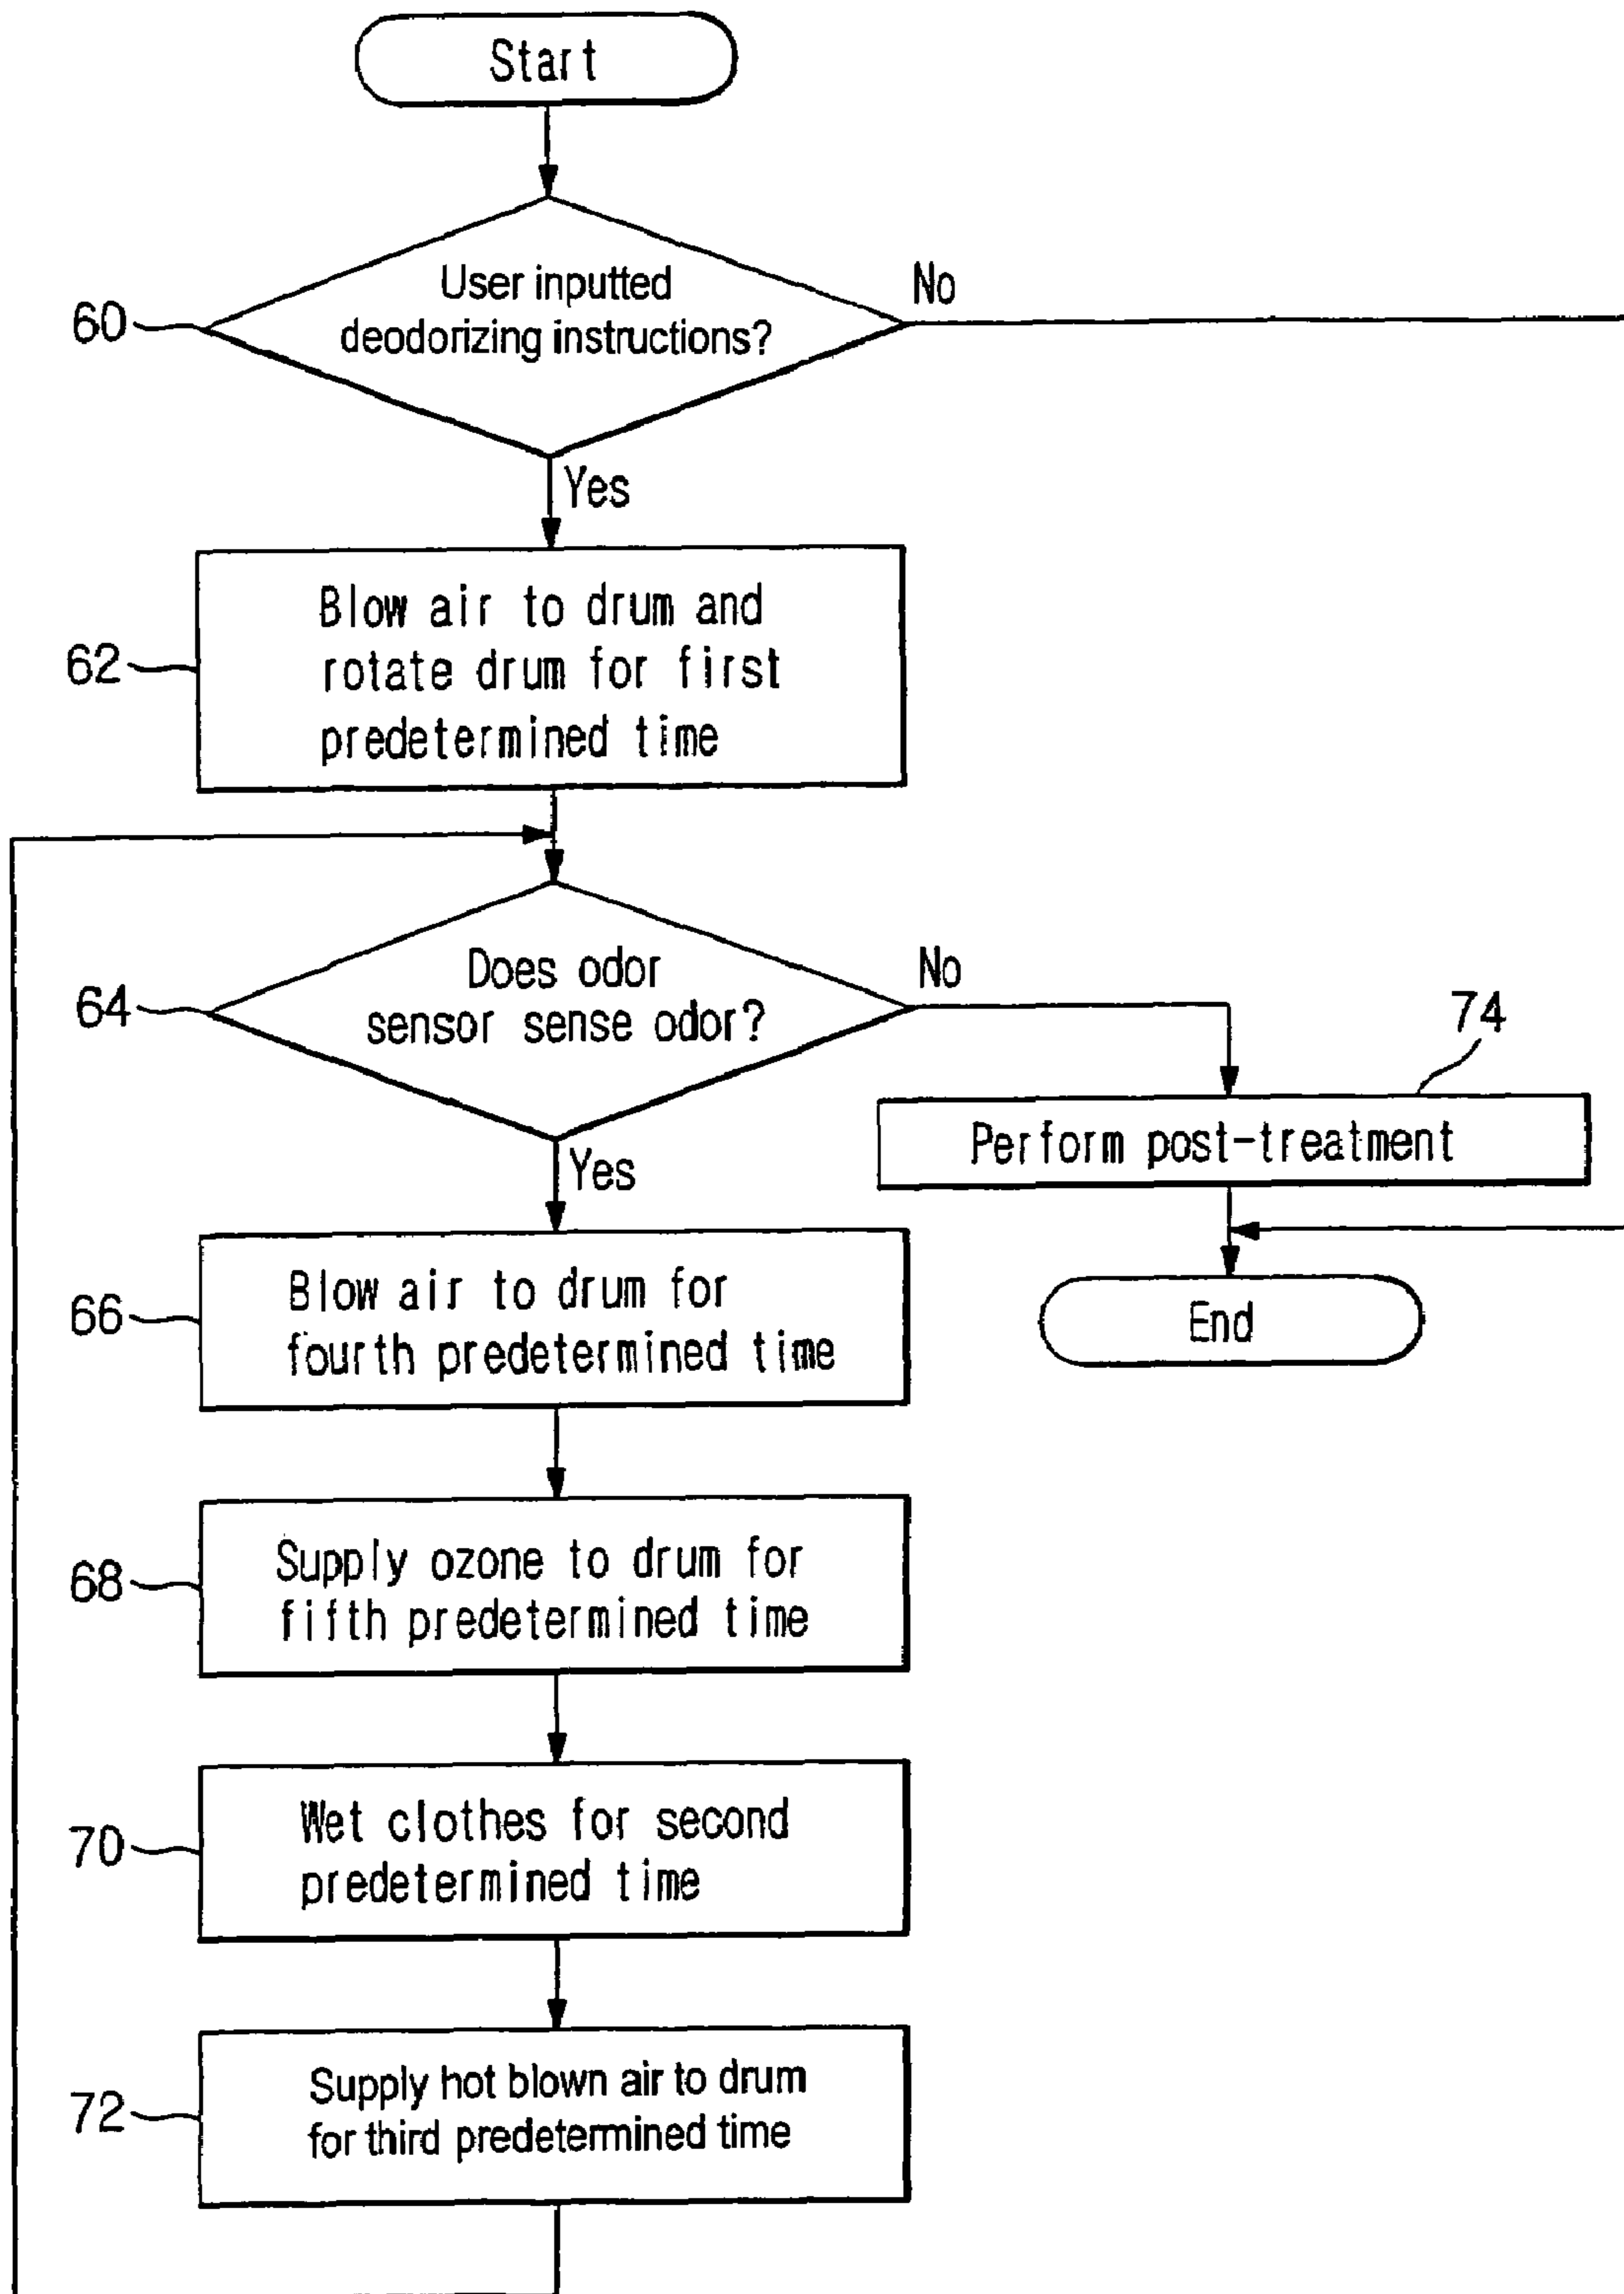 Start
User inputted
deodorizing instructions?
No
60
Yes
Blow air to drum and
rotate drum for first
predetermined time
62
Does odor
sensor sense odor?
No
64
74
Perform post-treatment
Yes
Blow air to drum for
fourth predetermined time
66
End
Supply ozone to drum for
fifth predetermined time
68
Wet clothes for second
predetermined time
70
Supply hot blown air to drum
for third predetermined time
72